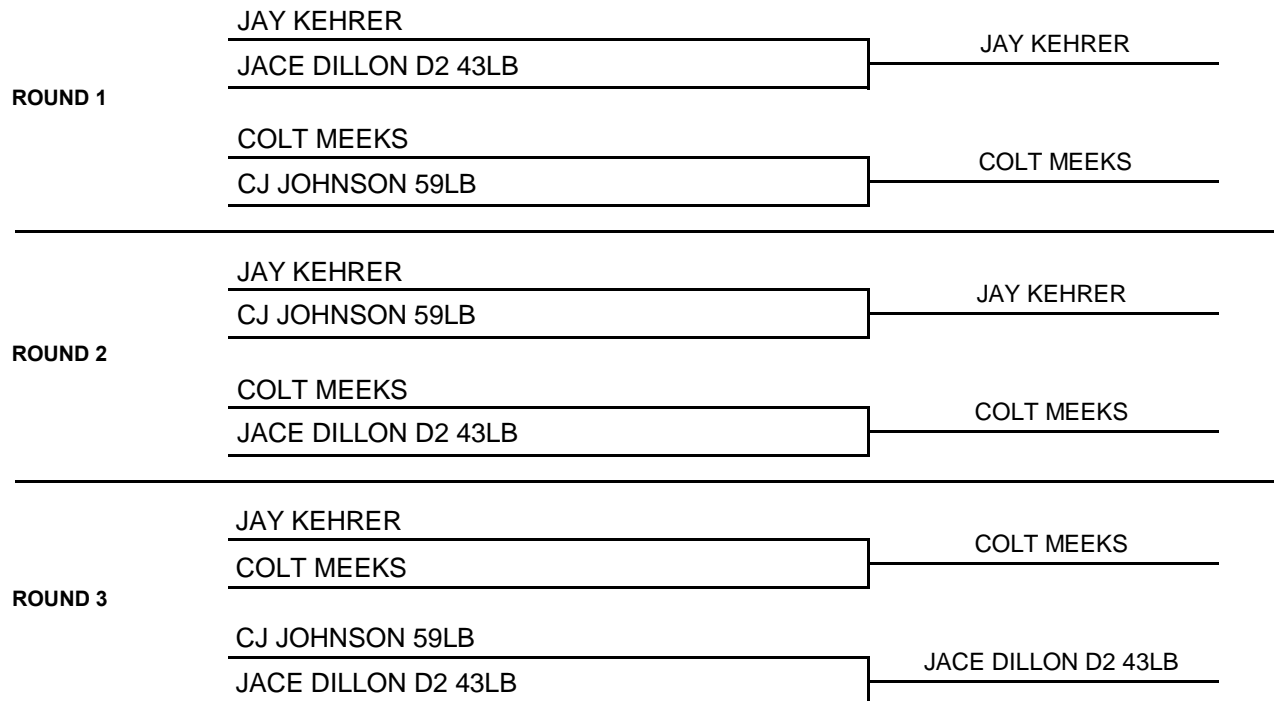 JAY KEHRER
JAY KEHRER
JACE DILLON D2 43LB
ROUND 1
COLT MEEKS
COLT MEEKS
CJ JOHNSON 59LB
JAY KEHRER
JAY KEHRER
CJ JOHNSON 59LB
ROUND 2
COLT MEEKS
COLT MEEKS
JACE DILLON D2 43LB
JAY KEHRER
COLT MEEKS
COLT MEEKS
ROUND 3
CJ JOHNSON 59LB
JACE DILLON D2 43LB
JACE DILLON D2 43LB